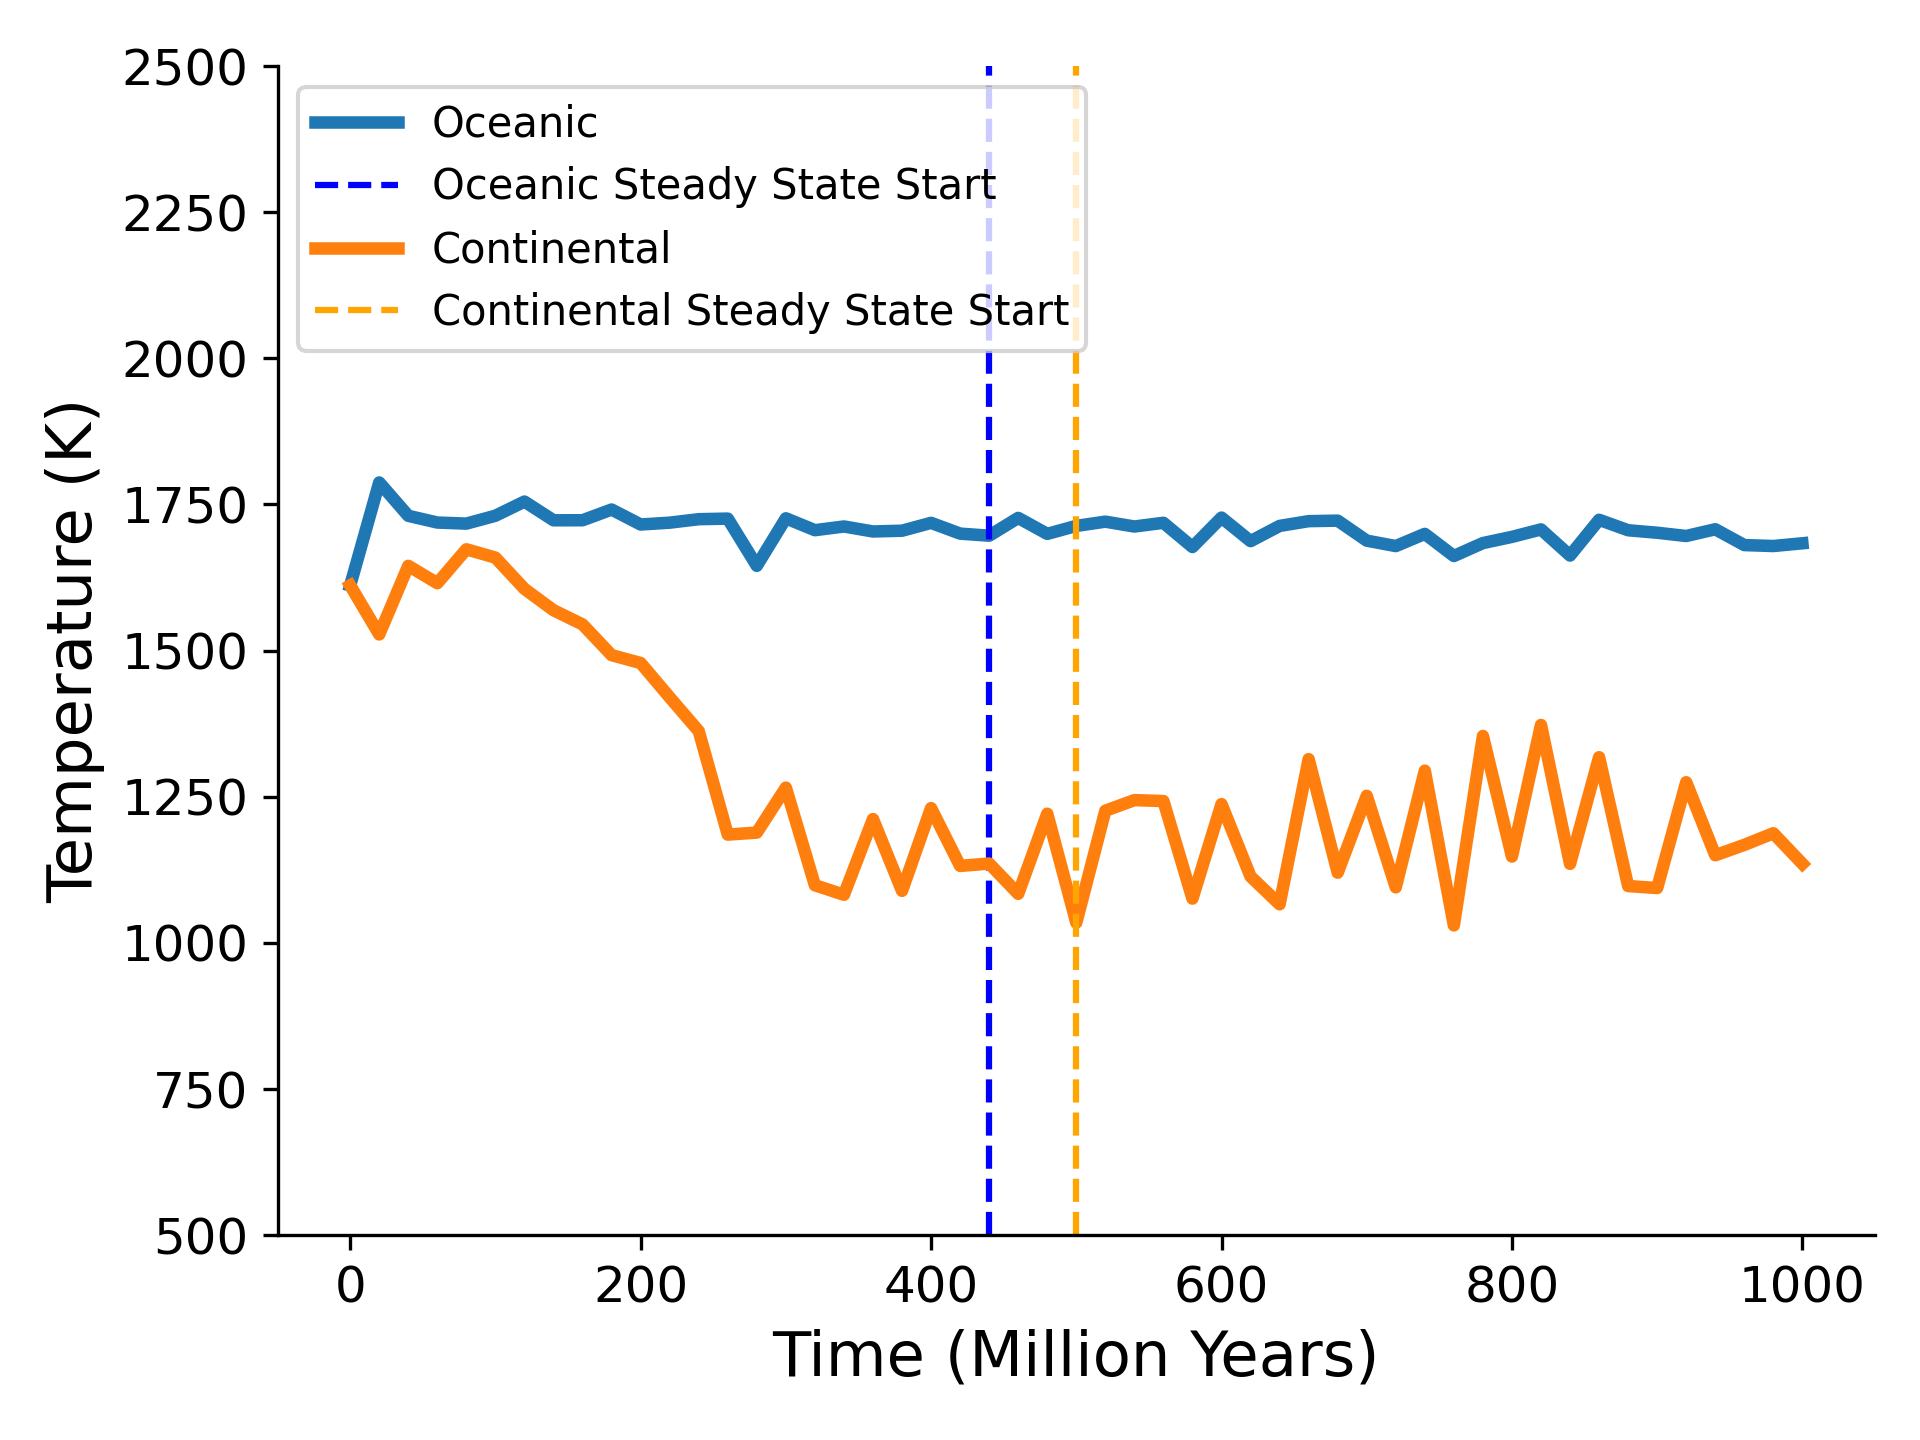 2500
2250
2000
1750
1500
1250
1000
750
500
Temperature (K)
Oceanic
Oceanic Steady State Start
Continental
Continental Steady State Start
0 200 400 600 800 1000
Time (Million Years)